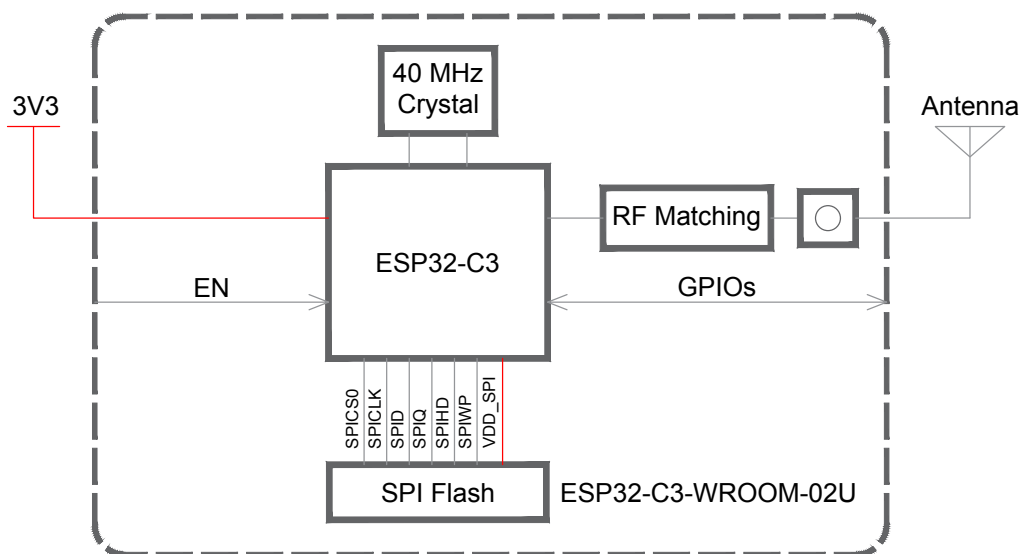 40 MHz
Crystal
3V3
Antenna
RF Matching
ESP32-C3
EN
GPIOs
SPICS0
SPICLK
SPID
SPIQ
SPIHD
SPIWP
VDD_SPI
SPI Flash
ESP32-C3-WROOM-02U